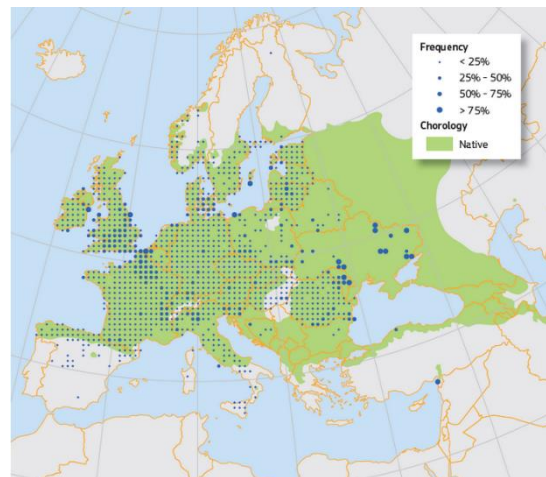 Frequency
< 25%
25% - 50%
50% - 75%
> 75%
Chorology
Native